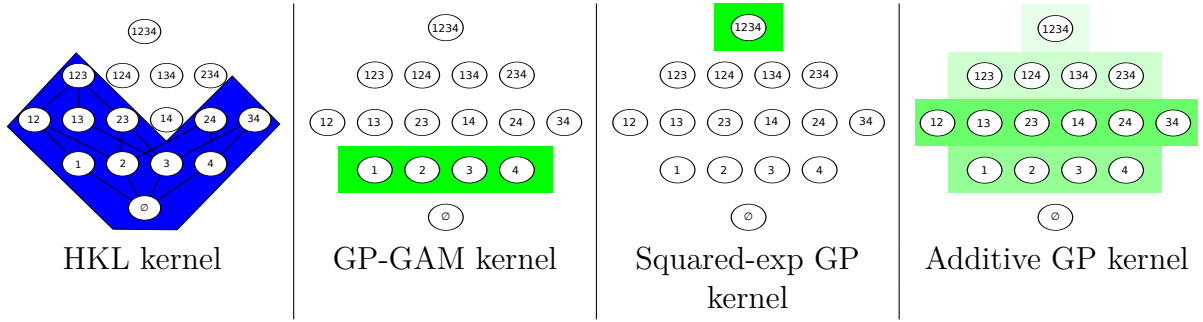 1234
123 124 134 234
12 13 23 14 24 34
1 2 3 4
∅
HKL kernel
1234
123 124 134 234
12 13 23 14 24 34
1 2 3 4
∅
GP-GAM kernel
1234
123 124 134 234
12 13 23 14 24 34
1 2 3 4
∅
Squared-exp GP
kernel
1234
123 124 134 234
12 13 23 14 24 34
1 2 3 4
∅
Additive GP kernel